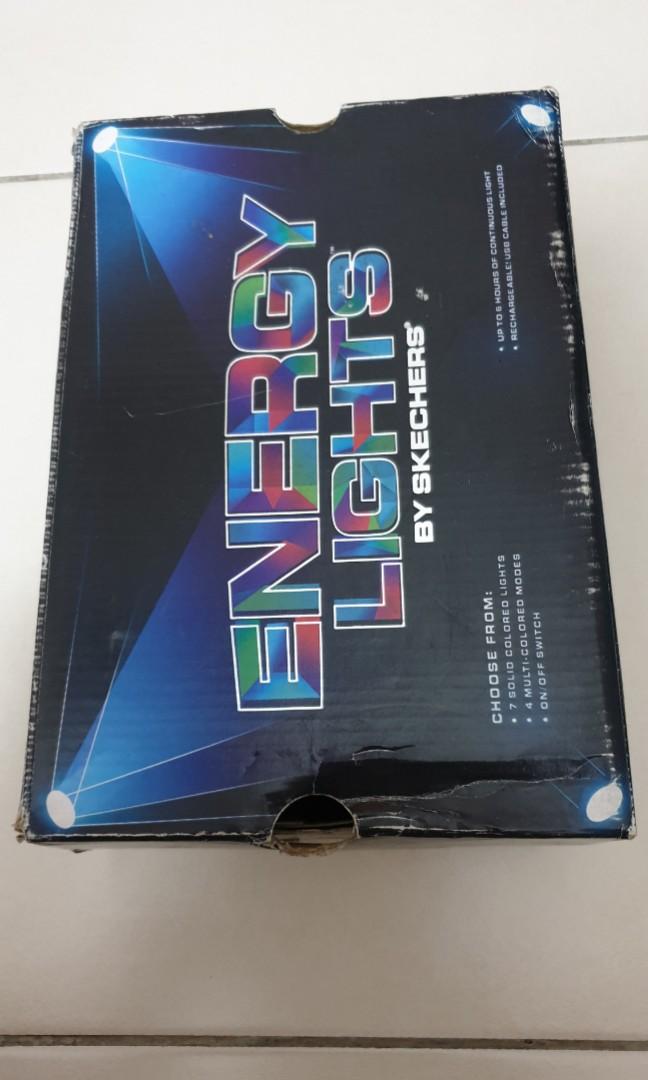 ENERGY
LIGHTS™
BY SKECHERS®
CHOOSE FROM:
• 7 SOLID COLORED LIGHTS
• 4 MULTI-COLORED MODES
• ON/OFF SWITCH
• UP TO 6 HOURS OF CONTINUOUS LIGHT
• RECHARGEABLE! USB CABLE INCLUDED